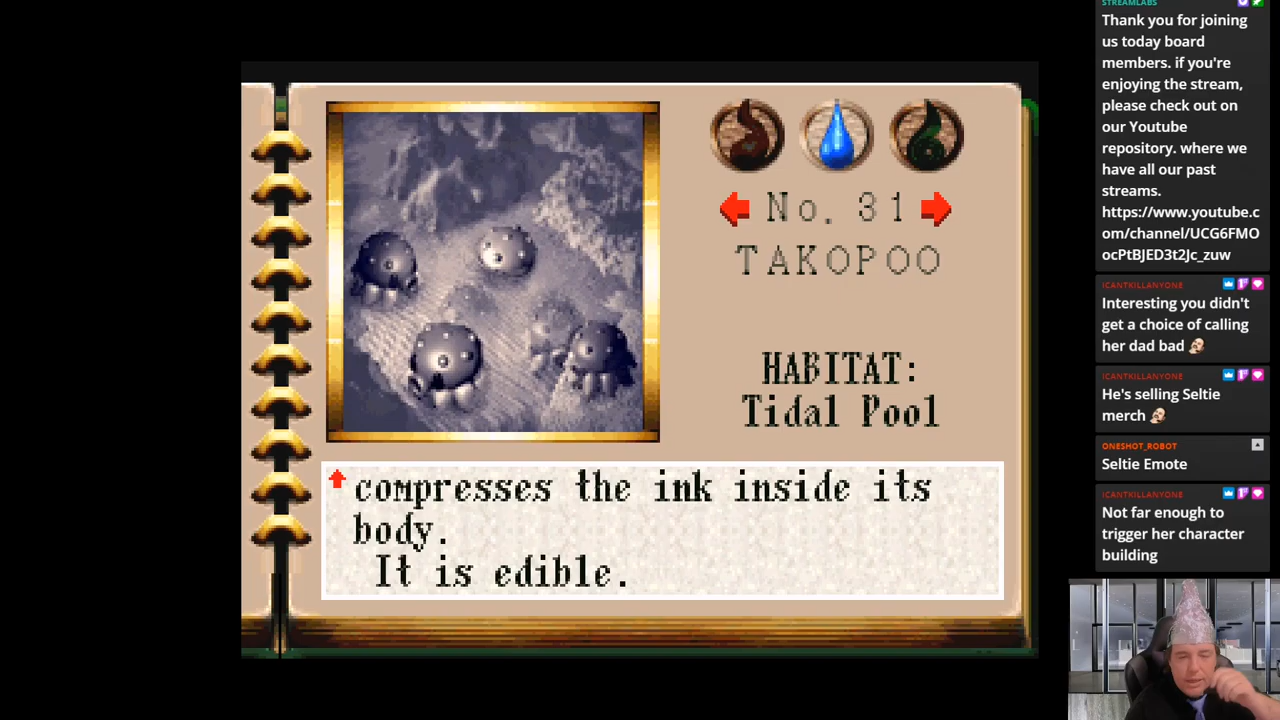 No. 31
TAKOPOO
HABITAT:
Tidal Pool
compresses the ink inside its
body.
It is edible.
STREAMLABS
Thank you for joining
us today board
members. if you're
enjoying the stream,
please check out on
our Youtube
repository. where we
have all our past
streams.
https://www.youtube.c
om/channel/UCG6FMO
ocPtBJED3t2Jc_zuw
ICANTKILLANYONE
Interesting you didn't
get a choice of calling
her dad bad
ICANTKILLANYONE
He's selling Seltie
merch
ONESHOT_ROBOT
Seltie Emote
ICANTKILLANYONE
Not far enough to
trigger her character
building